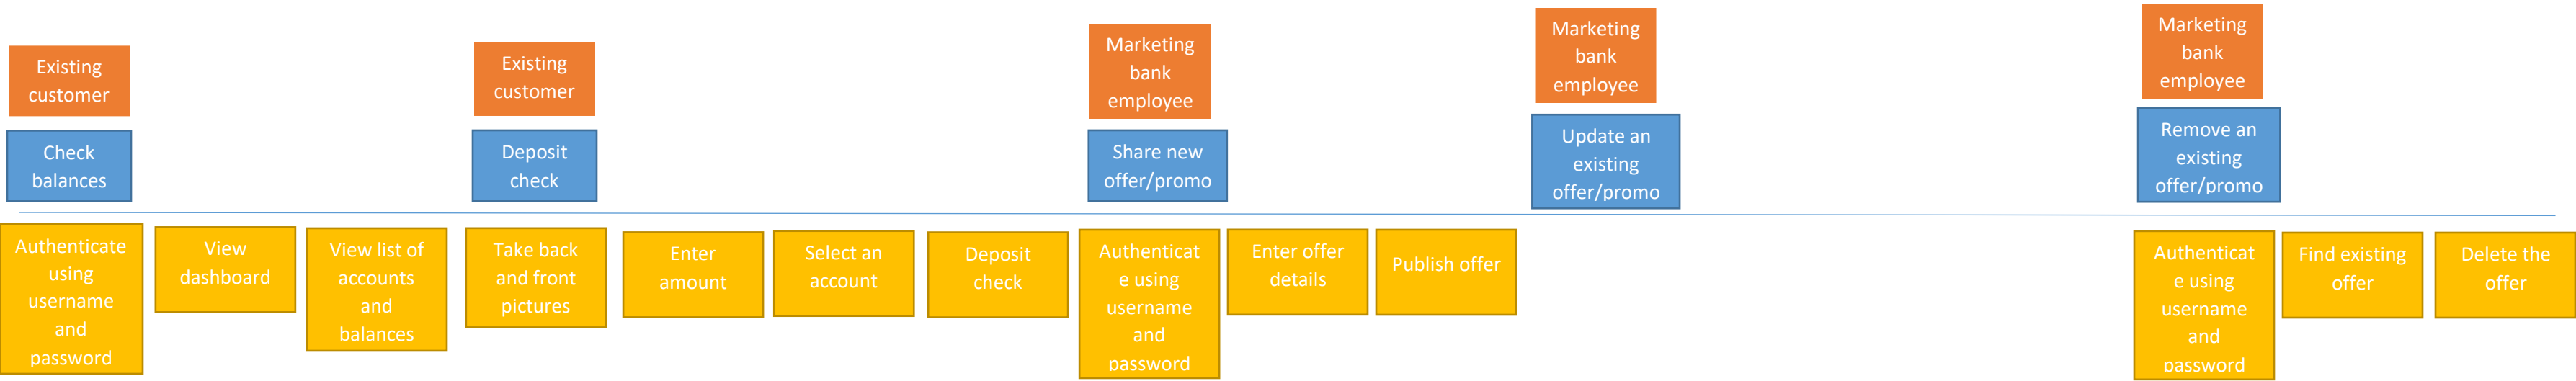 Existing
customer
Existing
customer
Marketing
bank
employee
Marketing
bank
employee
Marketing
bank
employee
Check
balances
Deposit
check
Share new
offer/promo
Update an
existing
offer/promo
Remove an
existing
offer/promo
Authenticate
using
username
and
password
View
dashboard
View list of
accounts
and
balances
Take back
and front
pictures
Enter
amount
Select an
account
Deposit
check
Authenticat
e using
username
and
password
Enter offer
details
Publish offer
Authenticat
e using
username
and
password
Find existing
offer
Delete the
offer